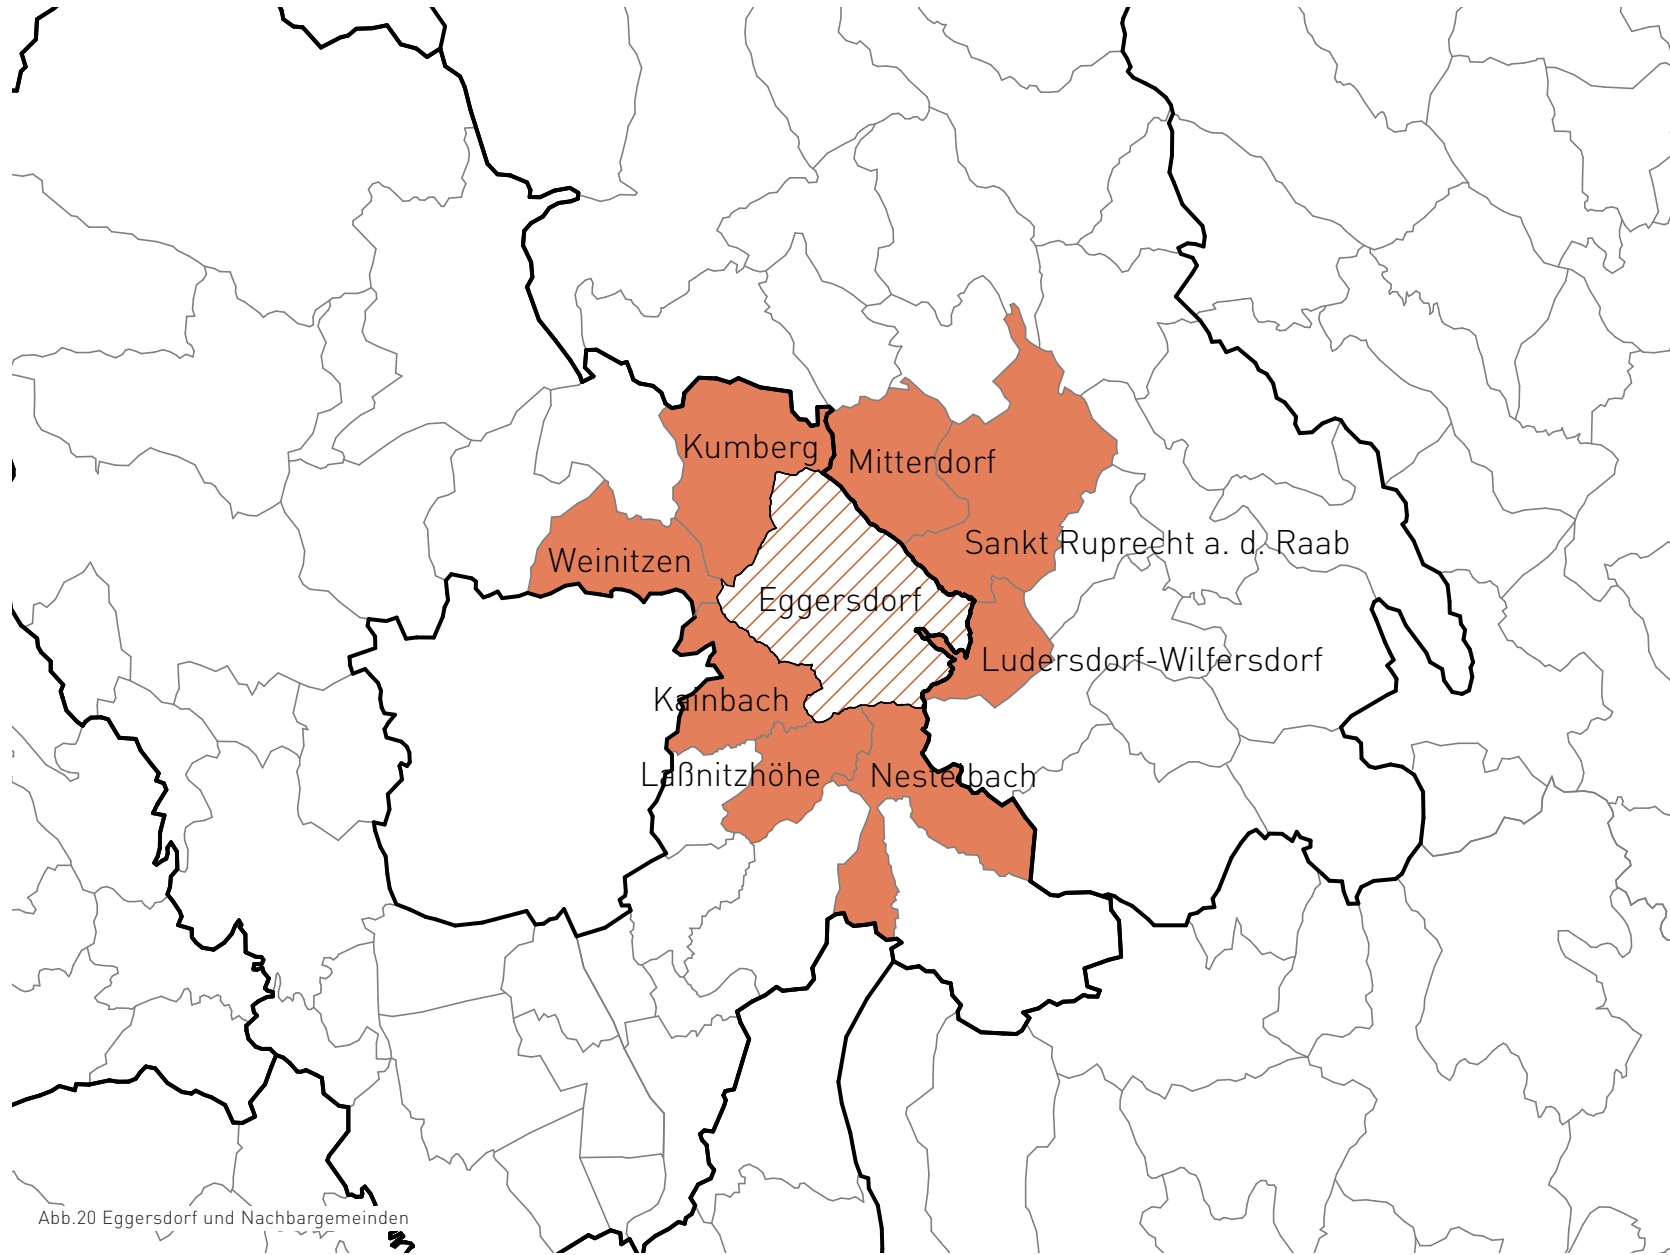 Kumberg
Mitterdorf
Sankt Ruprecht a. d. Raab
Weinitzen
Eggersdorf
Ludersdorf-Wilfersdorf
Kainbach
Laßnitzhöhe
Nestelbach
Abb.20 Eggersdorf und Nachbargemeinden